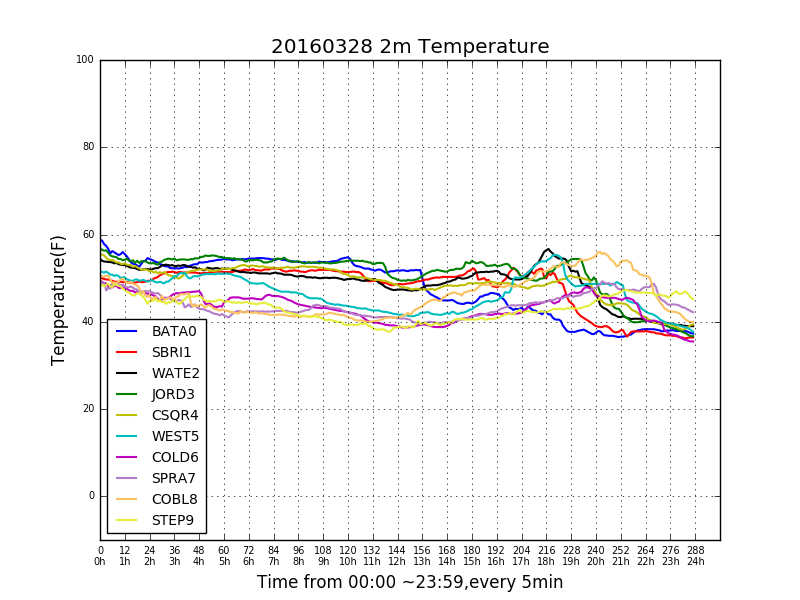 20160328 2m Temperature
Temperature(F)
100
80
60
40
20
0
BATA0
SBRI1
WATE2
JORD3
CSQR4
WEST5
COLD6
SPRA7
COBL8
STEP9
0 12 24 36 48 60 72 84 96 108 120 132 144 156 168 180 192 204 216 228 240 252 264 276 288
0h 1h 2h 3h 4h 5h 6h 7h 8h 9h 10h 11h 12h 13h 14h 15h 16h 17h 18h 19h 20h 21h 22h 23h 24h
Time from 00:00 ~23:59,every 5min